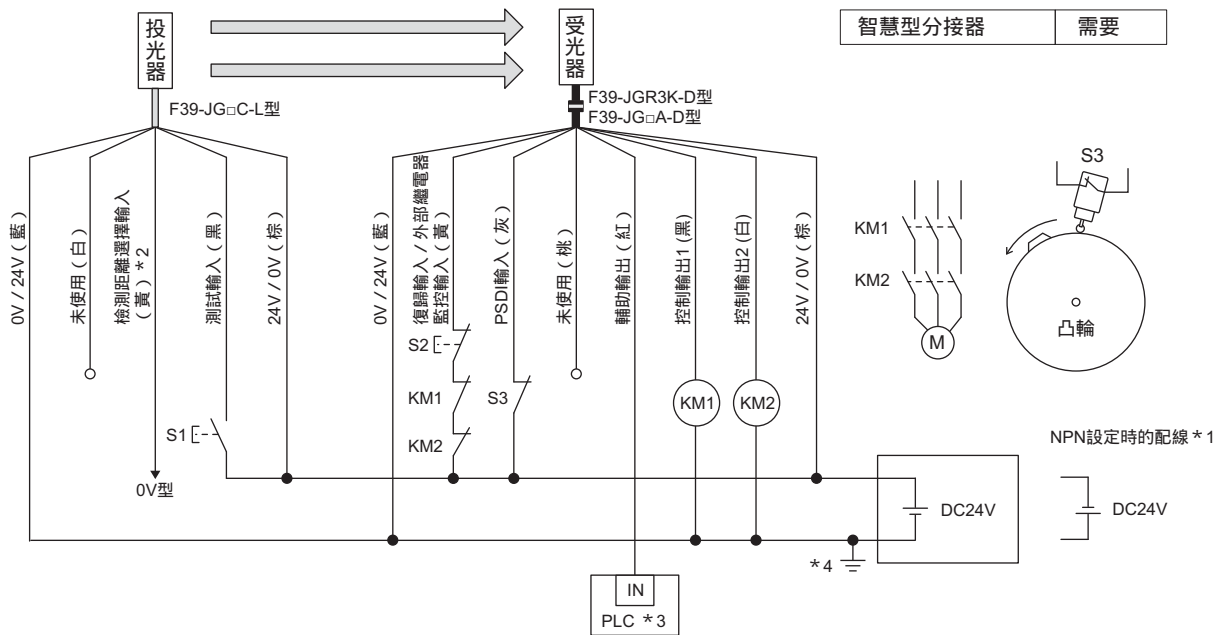 投光器
受光器
智慧型分接器 需要
F39-JG□C-L型
F39-JGR3K-D型
F39-JG□A-D型
0V / 24V（藍）
未使用（白）
檢測距離選擇輸入
（黃）*2
測試輸入（黑）
24V / 0V（棕）
0V / 24V（藍）
復歸輸入 / 外部繼電器
監控輸入（黃）
PSDI輸入（灰）
未使用（桃）
輔助輸出（紅）
控制輸出1 (黑)
控制輸出2 (白)
24V / 0V（棕）
S3
KM1
KM2
M
凸輪
S2
KM1
KM2
S3
KM1
KM2
S1
0V型
NPN設定時的配線*1
DC24V
DC24V
*4
IN
PLC *3